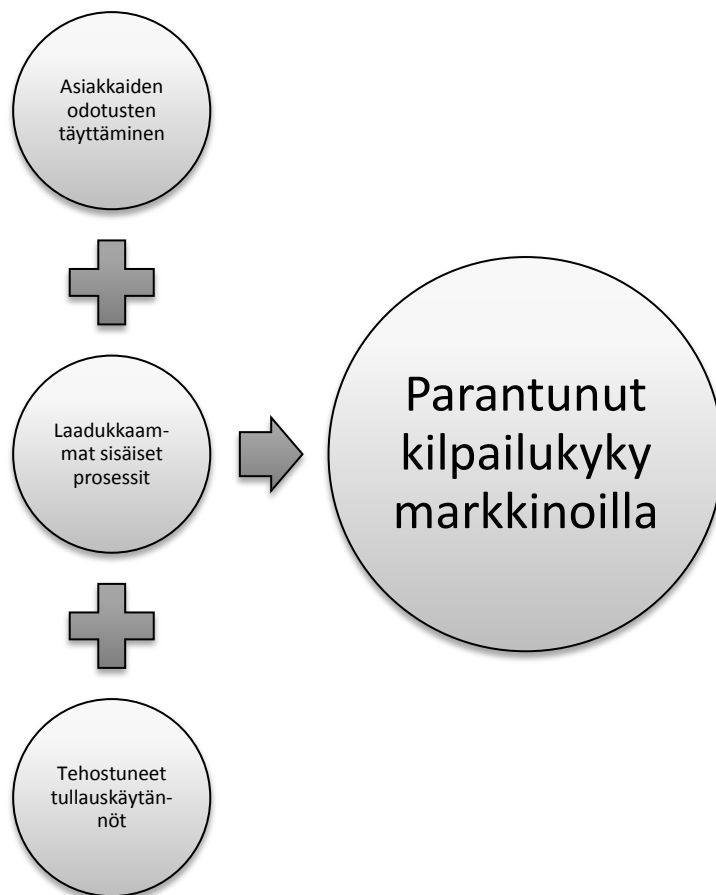 Asiakkaiden
odotusten
täyttäminen
Laadukkaam-
mat sisäiset
prosessit
Parantunut
kilpailukyky
markkinoilla
Tehostuneet
tullauskäytän-
nöt